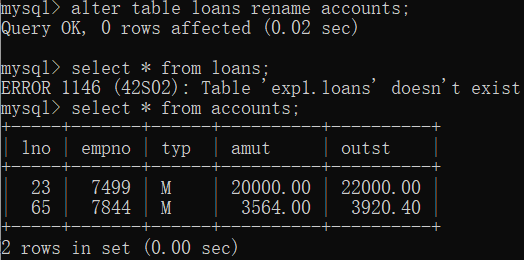 mysql> alter table loans rename accounts;
Query OK, 0 rows affected (0.02 sec)
mysql> select * from loans;
ERROR 1146 (42S02): Table 'exp1.loans' doesn't exist
mysql> select * from accounts;
+-----+-------+-----+----------+----------+
| lno | empno | typ | amut | outst |
+-----+-------+-----+----------+----------+
| 23 | 7499 | M | 20000.00 | 22000.00 |
| 65 | 7844 | M | 3564.00 | 3920.40 |
+-----+-------+-----+----------+----------+
2 rows in set (0.00 sec)